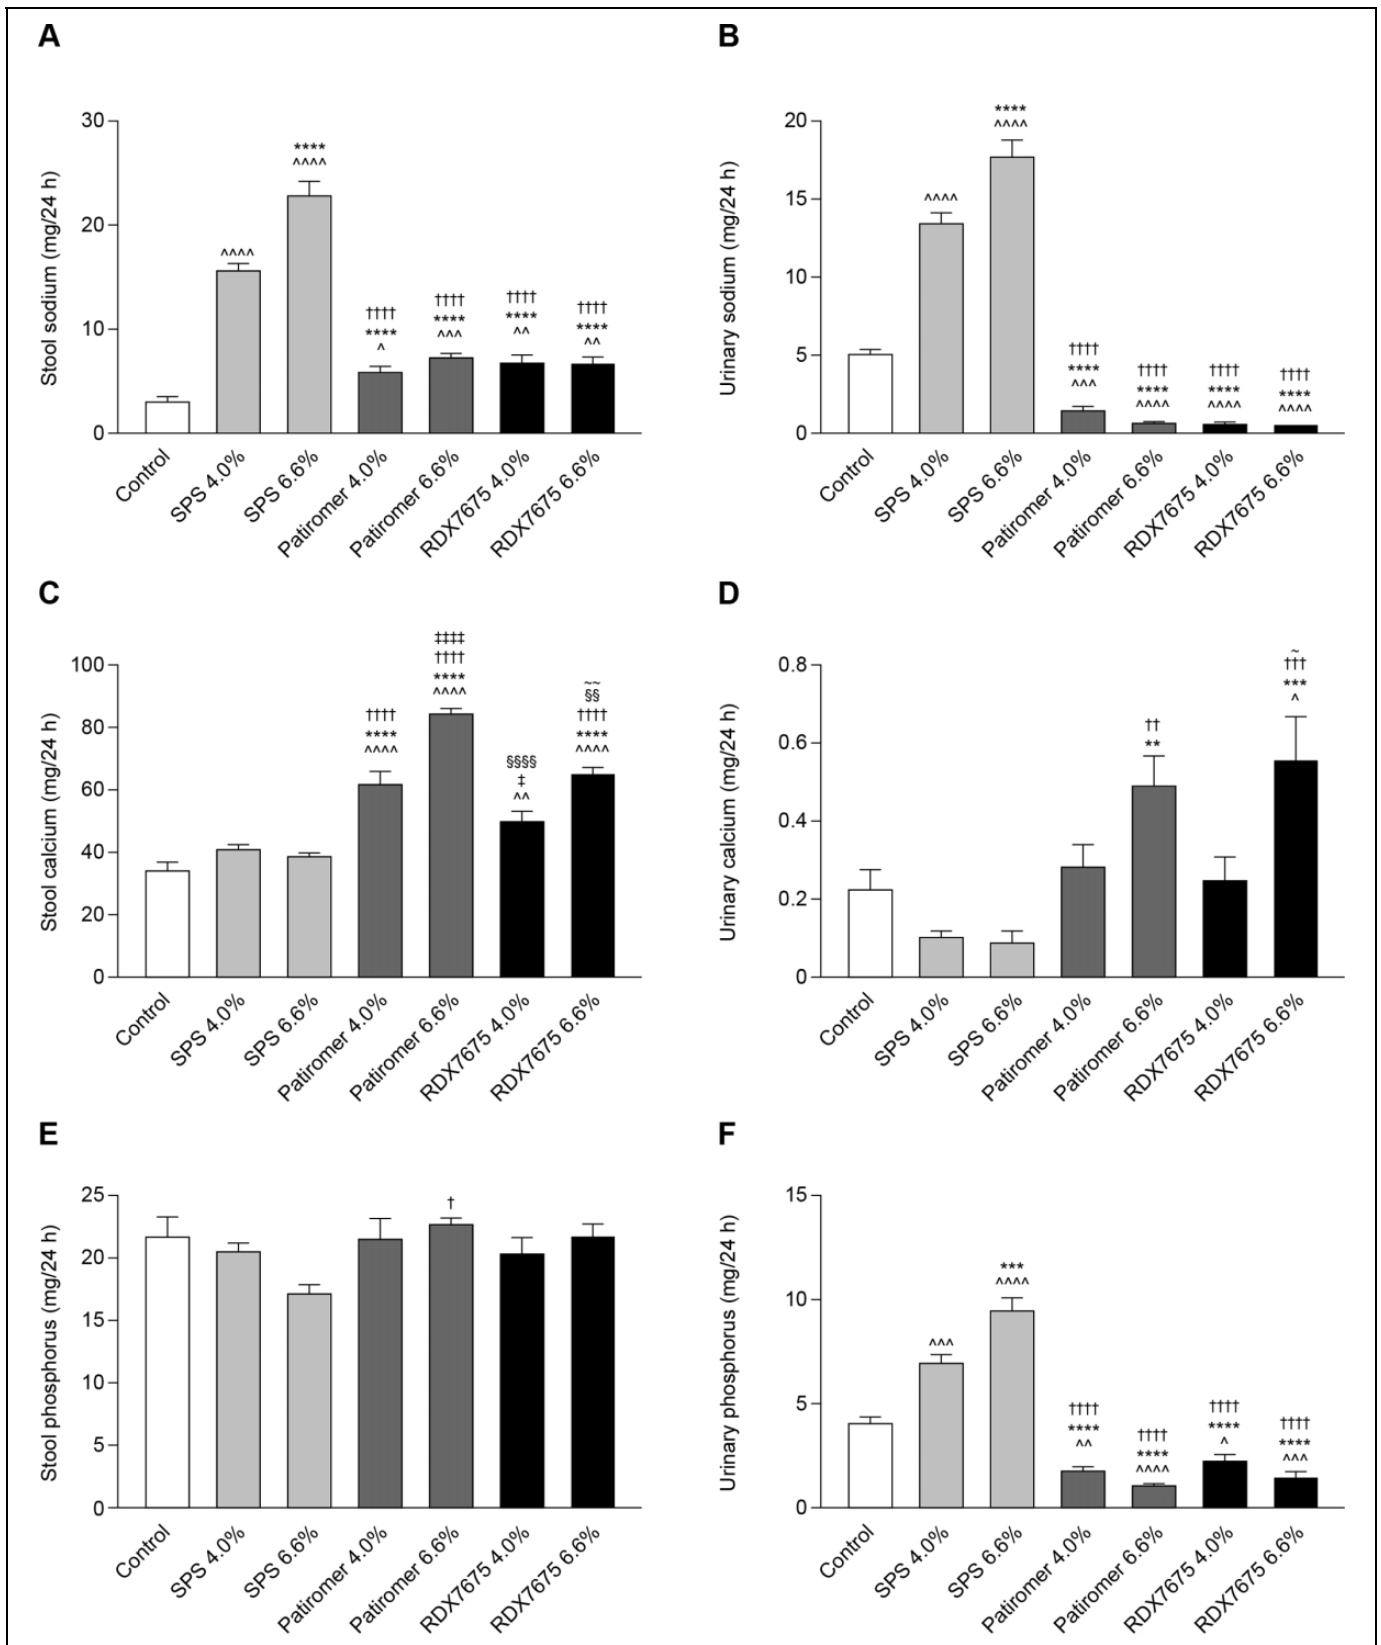 A
Stool sodium (mg/24 h)
30
20
10
0
^^^^
****
^^^^
††††
****
^
††††
****
^^^
††††
****
^^
††††
****
^^
Control
SPS 4.0%
SPS 6.6%
Patiromer 4.0%
Patiromer 6.6%
RDX7675 4.0%
RDX7675 6.6%
B
Urinary sodium (mg/24 h)
20
15
10
5
0
^^^^
****
^^^^
††††
****
^^^
††††
****
^^^^
††††
****
^^^^
††††
****
^^^^
Control
SPS 4.0%
SPS 6.6%
Patiromer 4.0%
Patiromer 6.6%
RDX7675 4.0%
RDX7675 6.6%
C
Stool calcium (mg/24 h)
100
80
60
40
20
0
††††
****
^^^^
‡‡‡‡
††††
****
^^^^
§§§§
‡
^^
~~
§§
††††
****
^^^^
Control
SPS 4.0%
SPS 6.6%
Patiromer 4.0%
Patiromer 6.6%
RDX7675 4.0%
RDX7675 6.6%
D
Urinary calcium (mg/24 h)
0.8
0.6
0.4
0.2
0
††
**
~
†††
***
^
Control
SPS 4.0%
SPS 6.6%
Patiromer 4.0%
Patiromer 6.6%
RDX7675 4.0%
RDX7675 6.6%
E
Stool phosphorus (mg/24 h)
25
20
15
10
5
0
†
Control
SPS 4.0%
SPS 6.6%
Patiromer 4.0%
Patiromer 6.6%
RDX7675 4.0%
RDX7675 6.6%
F
Urinary phosphorus (mg/24 h)
15
10
5
0
^^^
***
^^^^
††††
****
^^
††††
****
^^^^
††††
****
^
††††
****
^^^
Control
SPS 4.0%
SPS 6.6%
Patiromer 4.0%
Patiromer 6.6%
RDX7675 4.0%
RDX7675 6.6%